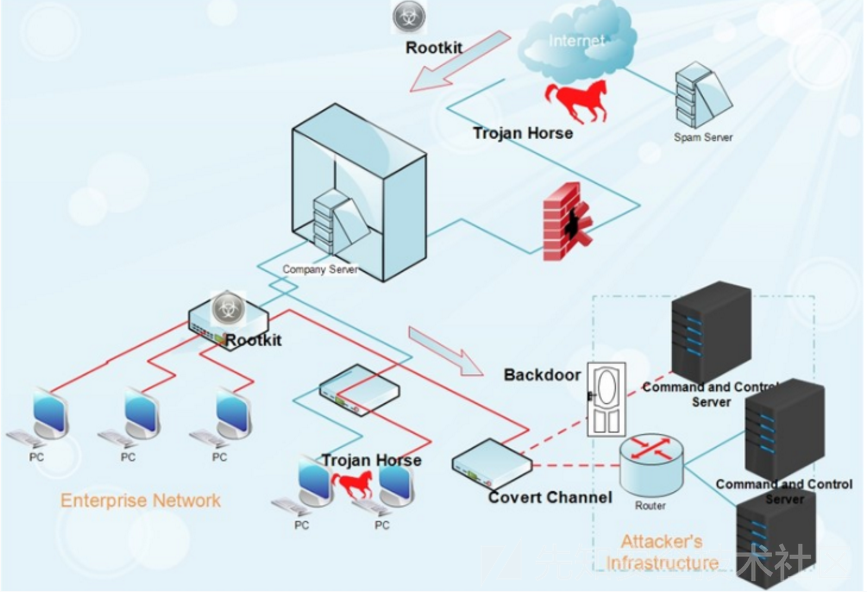 Rootkit
Internet
Trojan Horse
Spam Server
Company Server
Rootkit
Backdoor
Command and Control
Server
PC
PC
PC
Trojan Horse
Enterprise Network
Covert Channel
Command and Control
Server
Router
PC
PC
Attacker's
Infrastructure
术社